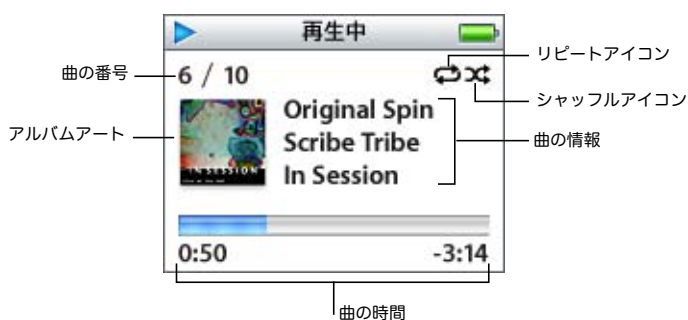 再生中
リピートアイコン
曲の番号
6 / 10
シャッフルアイコン
アルバムアート
Original Spin
Scribe Tribe
In Session
曲の情報
IN SESSION
0:50
-3:14
曲の時間